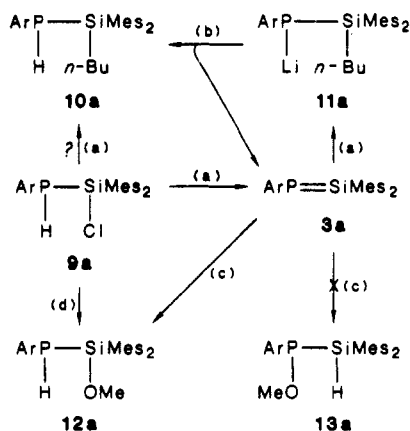 ArP—SiMes2 (b) ArP—SiMes2
H n-Bu Li n-Bu
10a 11a
?(a) (a)
ArP—SiMes2 (a) ArP=SiMes2
H Cl
9a 3a
(d) (c) (c)
ArP—SiMes2 ArP—SiMes2
H OMe MeO H
12a 13a